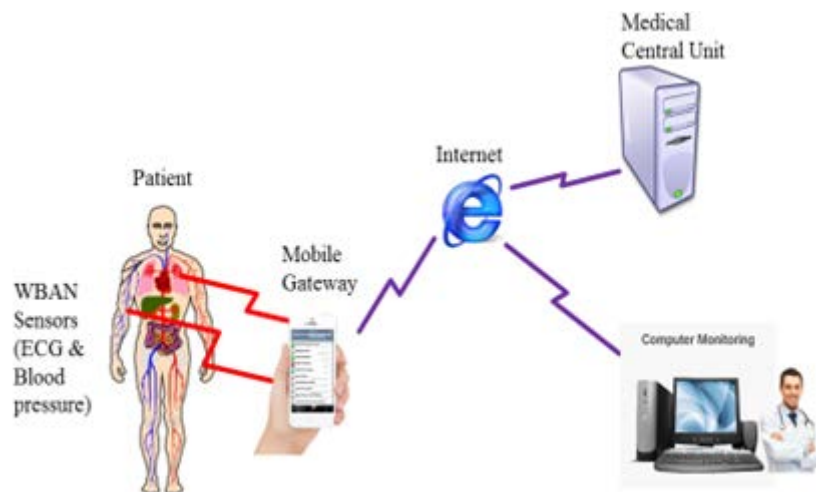 Medical
Central Unit
Internet
Patient
Mobile
Gateway
WBAN
Sensors
(ECG &
Blood
pressure)
Computer Monitoring